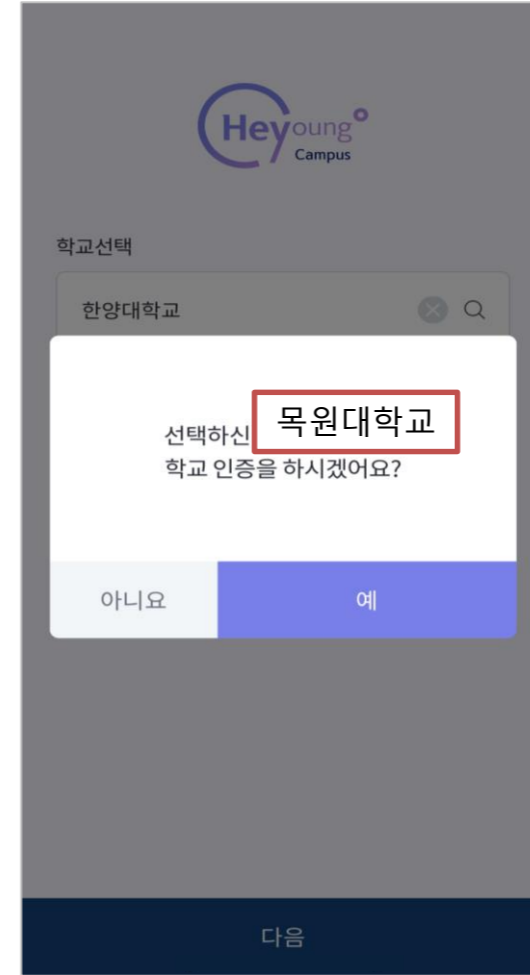 Heyoung
Campus
학교선택
한양대학교
선택하신 목원대학교
학교 인증을 하시겠어요?
아니요
예
다음